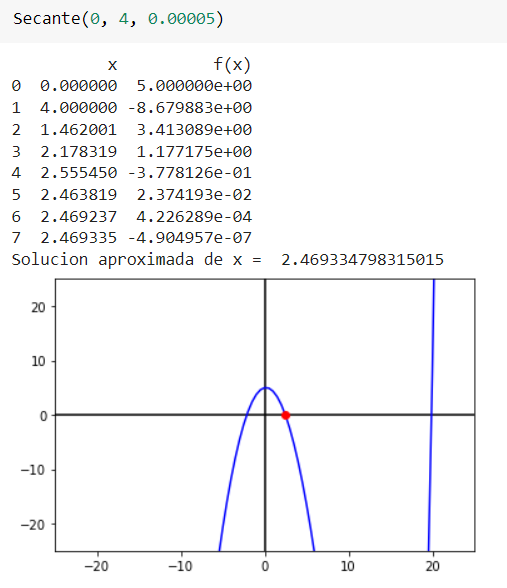 Secante(0, 4, 0.00005)
x f(x)
0 0.000000 5.000000e+00
1 4.000000 -8.679883e+00
2 1.462001 3.413089e+00
3 2.178319 1.177175e+00
4 2.555450 -3.778126e-01
5 2.463819 2.374193e-02
6 2.469237 4.226289e-04
7 2.469335 -4.904957e-07
Solucion aproximada de x = 2.469334798315015
20
10
0
−10
−20
−20 −10 0 10 20